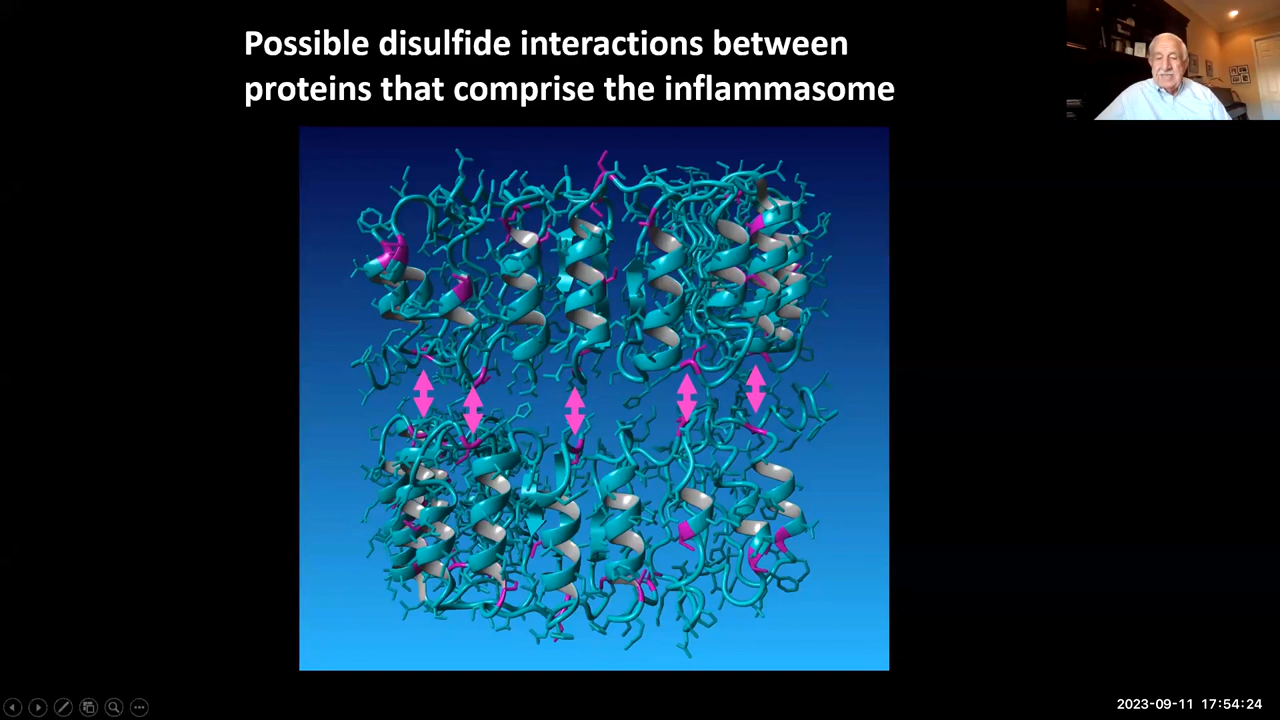 Possible disulfide interactions between
proteins that comprise the inflammasome
2023-09-11 17:54:24